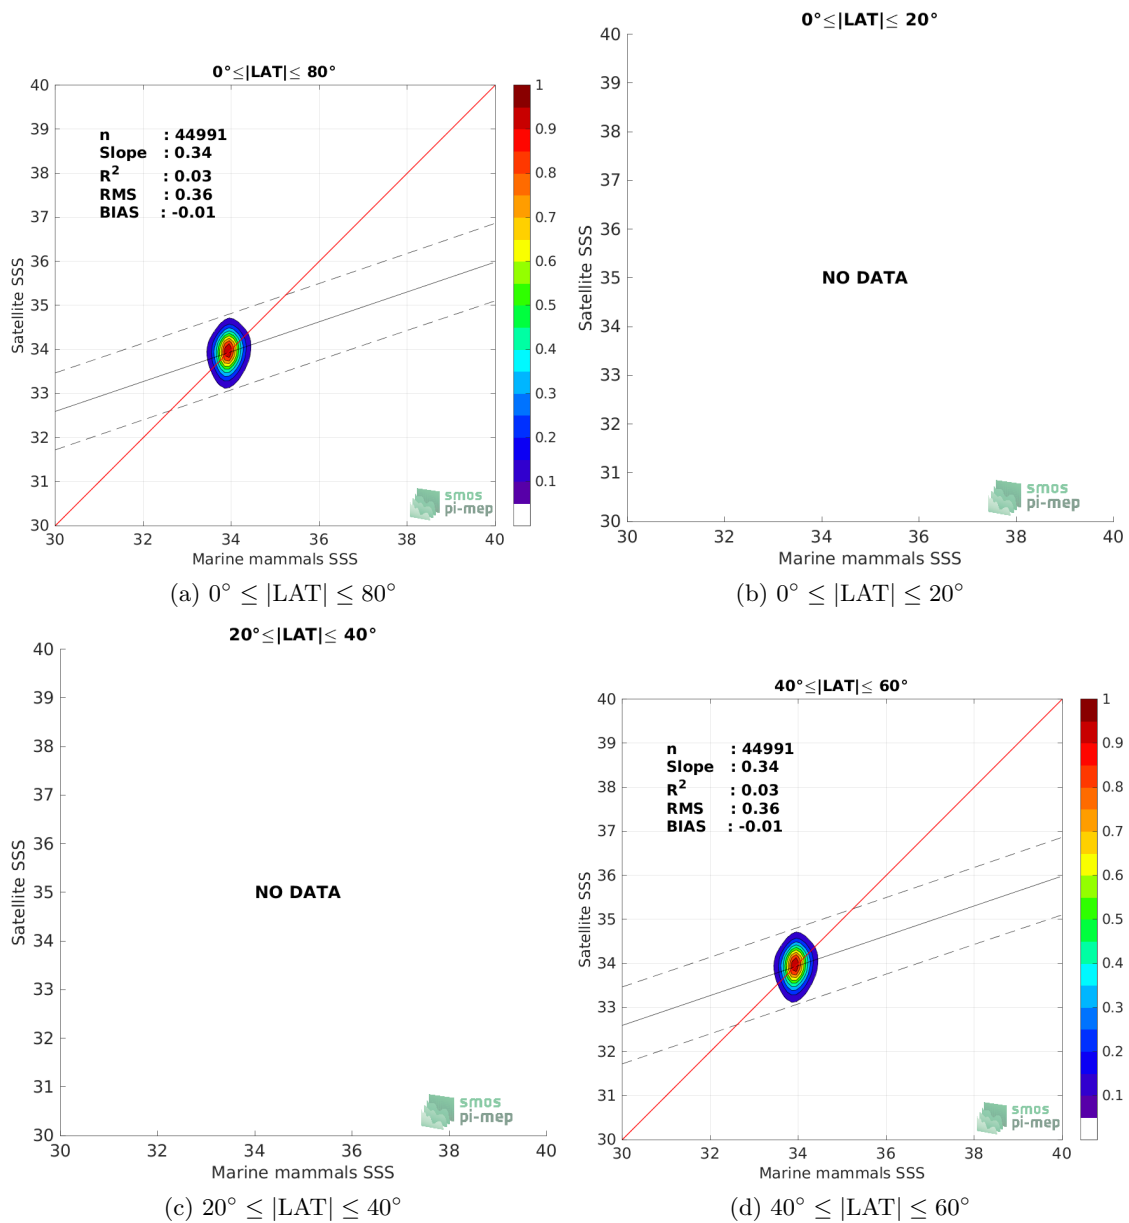 0°≤|LAT|≤ 80°
40
39
38
37
36
35
34
33
32
31
30
Satellite SSS
n : 44991
Slope : 0.34
R² : 0.03
RMS : 0.36
BIAS : -0.01
smos
pi-mep
30 32 34 36 38 40
Marine mammals SSS
1
0.9
0.8
0.7
0.6
0.5
0.4
0.3
0.2
0.1
(a) 0° ≤ |LAT| ≤ 80°
0°≤|LAT|≤ 20°
40
39
38
37
36
35
34
33
32
31
30
Satellite SSS
NO DATA
smos
pi-mep
30 32 34 36 38 40
Marine mammals SSS
(b) 0° ≤ |LAT| ≤ 20°
20°≤|LAT|≤ 40°
40
39
38
37
36
35
34
33
32
31
30
Satellite SSS
NO DATA
smos
pi-mep
30 32 34 36 38 40
Marine mammals SSS
(c) 20° ≤ |LAT| ≤ 40°
40°≤|LAT|≤ 60°
40
39
38
37
36
35
34
33
32
31
30
Satellite SSS
n : 44991
Slope : 0.34
R² : 0.03
RMS : 0.36
BIAS : -0.01
smos
pi-mep
30 32 34 36 38 40
Marine mammals SSS
1
0.9
0.8
0.7
0.6
0.5
0.4
0.3
0.2
0.1
(d) 40° ≤ |LAT| ≤ 60°